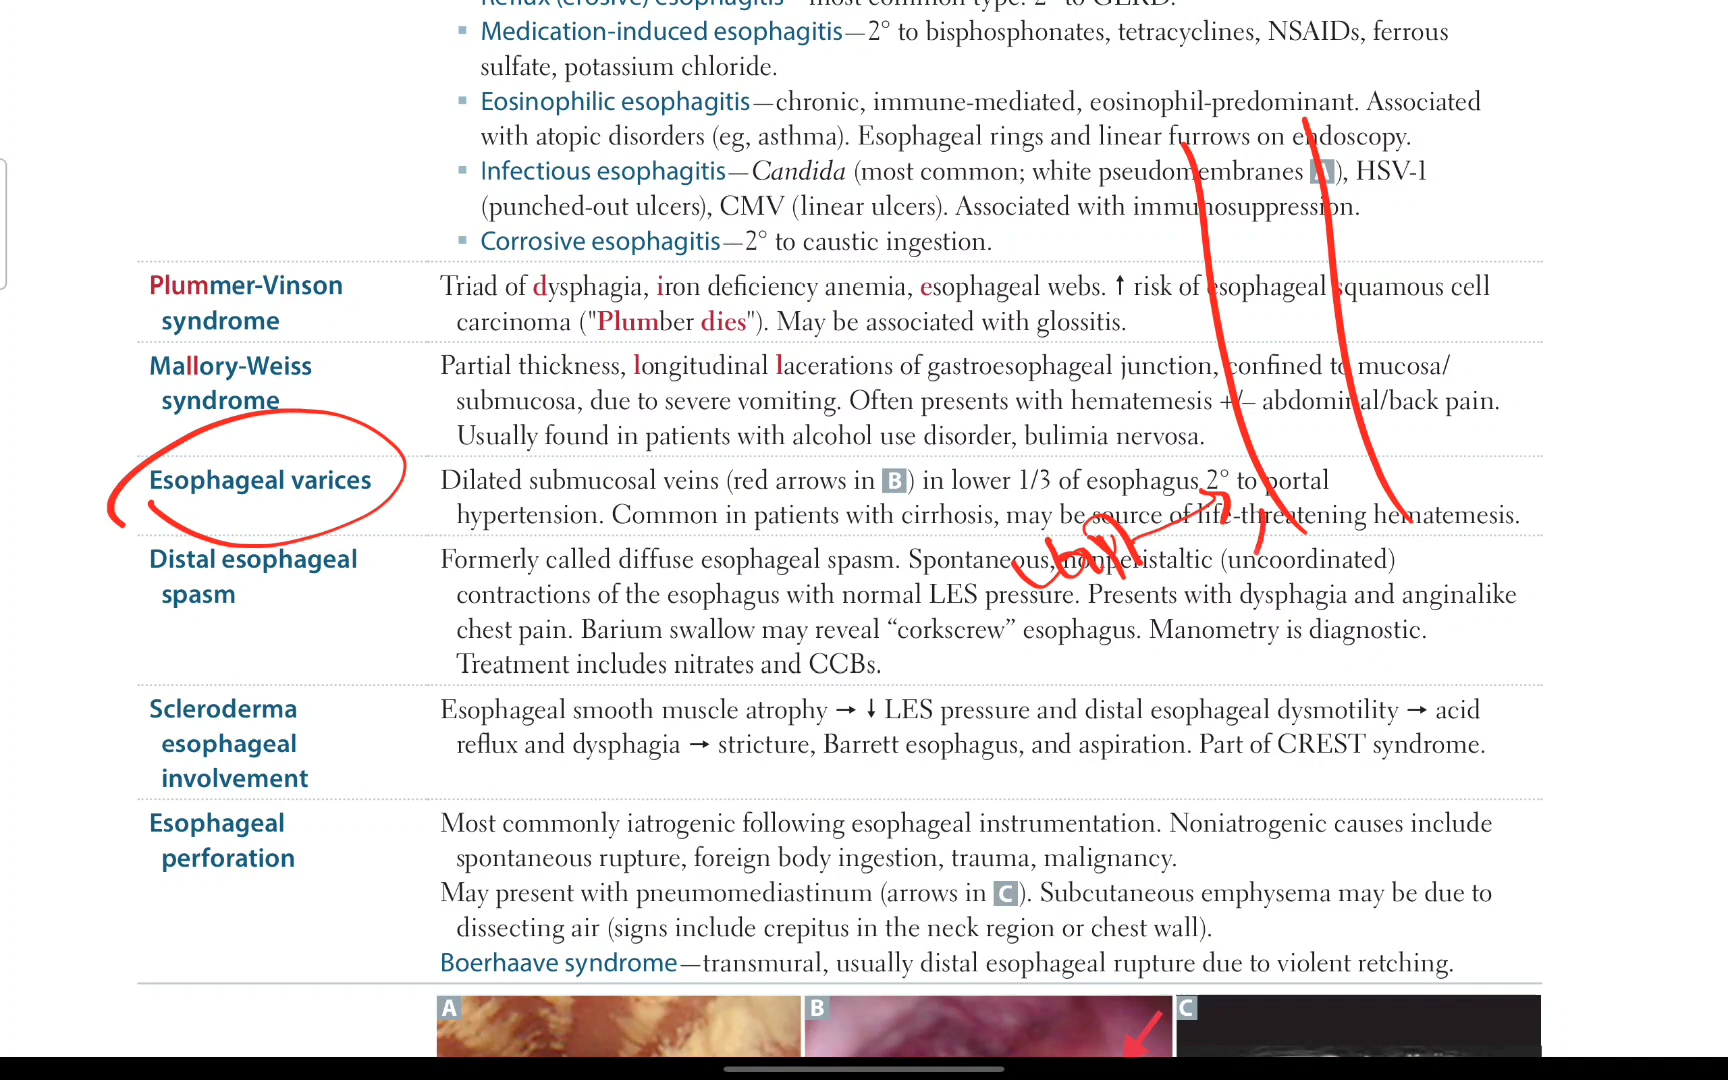 Reflux (erosive) esophagitis—most common type. 2° to GERD.
▪ Medication-induced esophagitis—2° to bisphosphonates, tetracyclines, NSAIDs, ferrous
sulfate, potassium chloride.
▪ Eosinophilic esophagitis—chronic, immune-mediated, eosinophil-predominant. Associated
with atopic disorders (eg, asthma). Esophageal rings and linear furrows on endoscopy.
▪ Infectious esophagitis—Candida (most common; white pseudomembranes A), HSV-1
(punched-out ulcers), CMV (linear ulcers). Associated with immunosuppression.
▪ Corrosive esophagitis—2° to caustic ingestion.
Plummer-Vinson
syndrome
Triad of dysphagia, iron deficiency anemia, esophageal webs. ↑ risk of esophageal squamous cell
carcinoma ("Plumber dies"). May be associated with glossitis.
Mallory-Weiss
syndrome
Partial thickness, longitudinal lacerations of gastroesophageal junction, confined to mucosa/
submucosa, due to severe vomiting. Often presents with hematemesis +/– abdominal/back pain.
Usually found in patients with alcohol use disorder, bulimia nervosa.
Esophageal varices
Dilated submucosal veins (red arrows in B) in lower 1/3 of esophagus 2° to portal
hypertension. Common in patients with cirrhosis, may be source of life-threatening hematemesis.
Distal esophageal
spasm
Formerly called diffuse esophageal spasm. Spontaneous, nonperistaltic (uncoordinated)
contractions of the esophagus with normal LES pressure. Presents with dysphagia and anginalike
chest pain. Barium swallow may reveal “corkscrew” esophagus. Manometry is diagnostic.
Treatment includes nitrates and CCBs.
Scleroderma
esophageal
involvement
Esophageal smooth muscle atrophy → ↓ LES pressure and distal esophageal dysmotility → acid
reflux and dysphagia → stricture, Barrett esophagus, and aspiration. Part of CREST syndrome.
Esophageal
perforation
Most commonly iatrogenic following esophageal instrumentation. Noniatrogenic causes include
spontaneous rupture, foreign body ingestion, trauma, malignancy.
May present with pneumomediastinum (arrows in C). Subcutaneous emphysema may be due to
dissecting air (signs include crepitus in the neck region or chest wall).
Boerhaave syndrome—transmural, usually distal esophageal rupture due to violent retching.
A
B
C